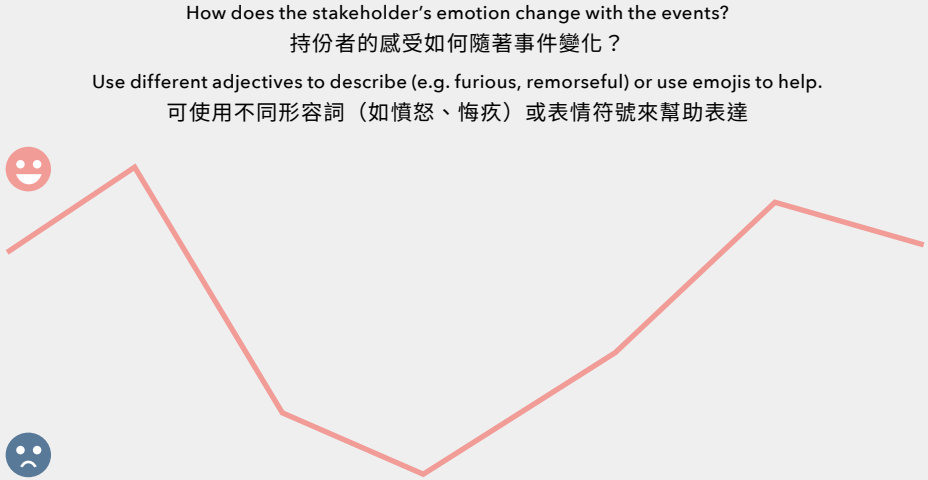 How does the stakeholder’s emotion change with the events?
持份者的感受如何隨著事件變化？
Use different adjectives to describe (e.g. furious, remorseful) or use emojis to help.
可使用不同形容詞（如憤怒、悔疚）或表情符號來幫助表達